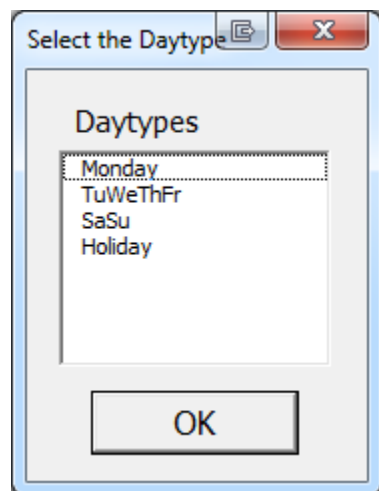 Select the Daytype
Daytypes
Monday
TuWeThFr
SaSu
Holiday
OK